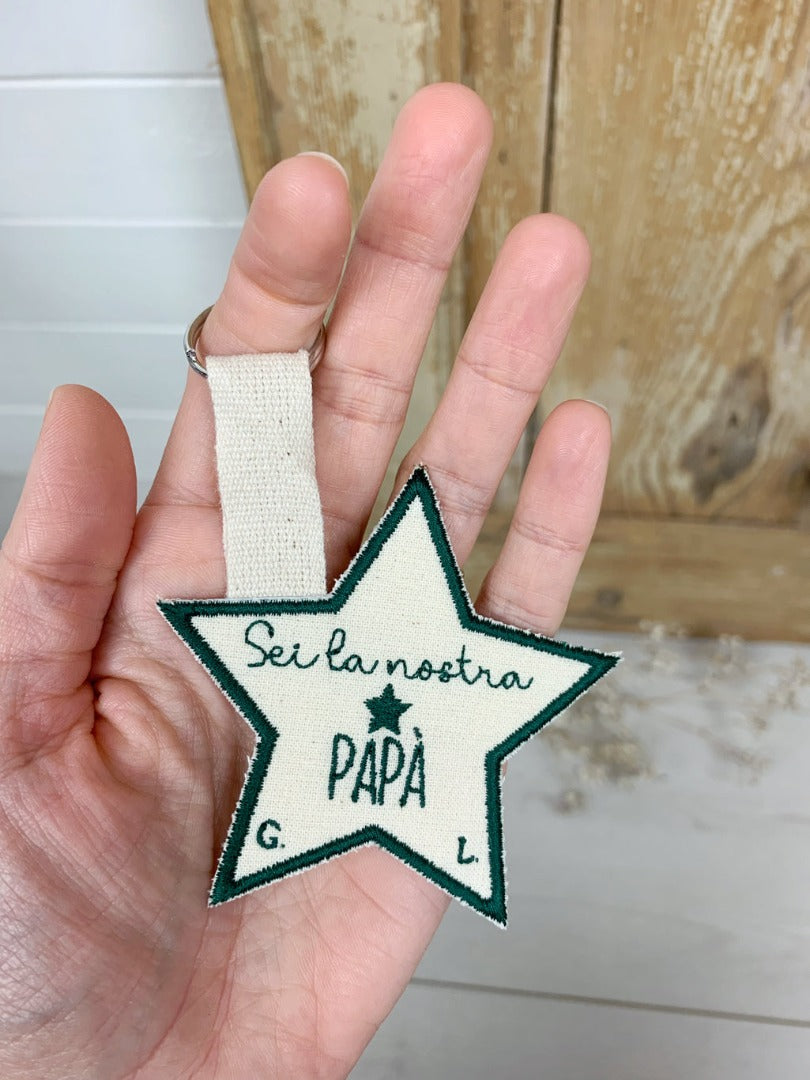 Sei la nostra
PAPÀ
G. L.